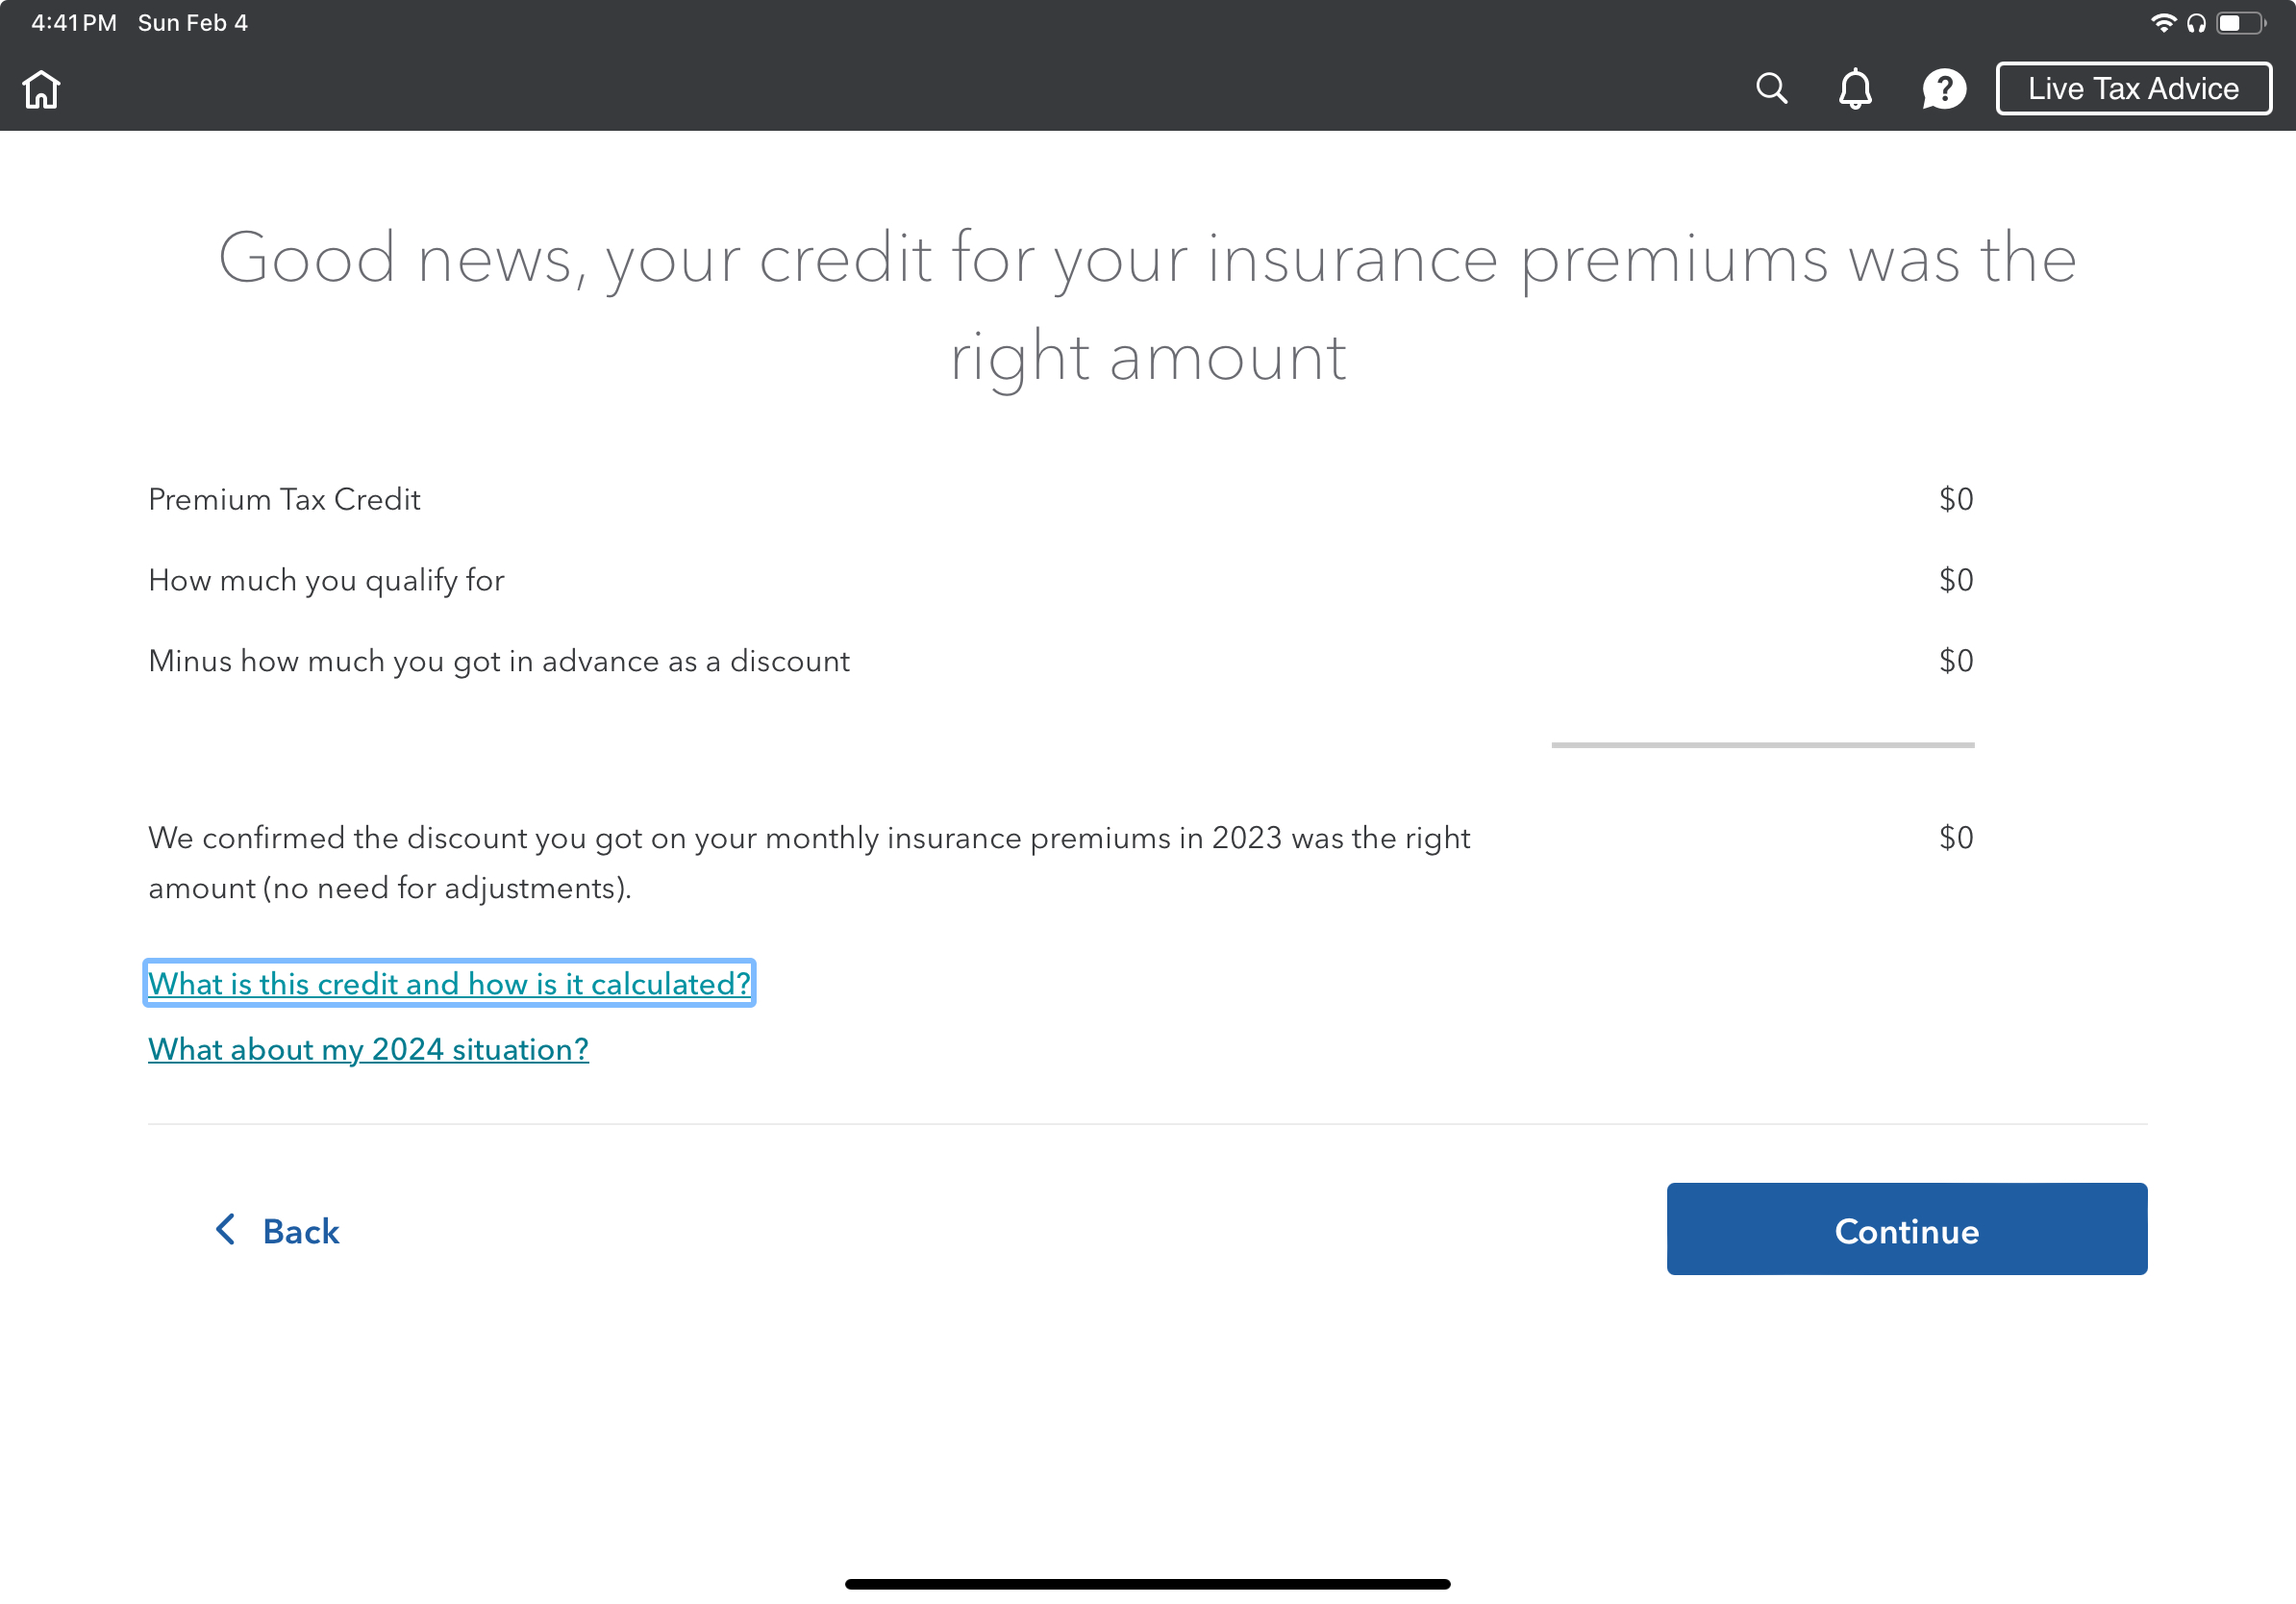 4:41 PM Sun Feb 4
Live Tax Advice
Good news, your credit for your insurance premiums was the
right amount
Premium Tax Credit $0
How much you qualify for $0
Minus how much you got in advance as a discount $0
We confirmed the discount you got on your monthly insurance premiums in 2023 was the right $0
amount (no need for adjustments).
What is this credit and how is it calculated?
What about my 2024 situation?
Back Continue